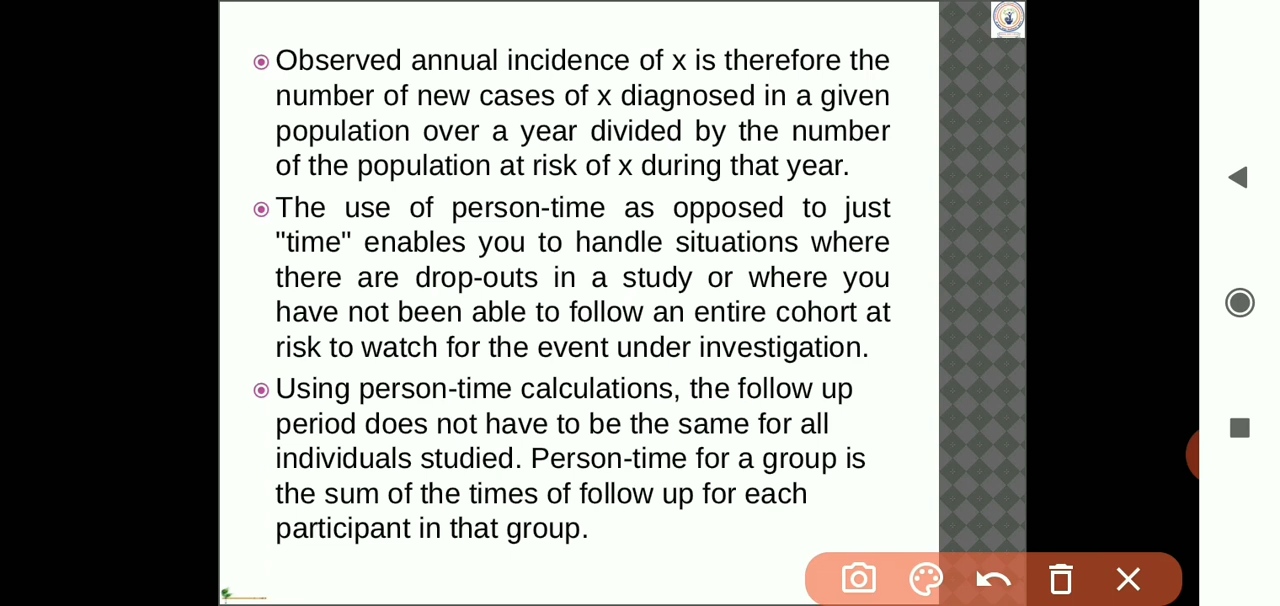 Observed annual incidence of x is therefore the
number of new cases of x diagnosed in a given
population over a year divided by the number
of the population at risk of x during that year.
The use of person-time as opposed to just
"time" enables you to handle situations where
there are drop-outs in a study or where you
have not been able to follow an entire cohort at
risk to watch for the event under investigation.
Using person-time calculations, the follow up
period does not have to be the same for all
individuals studied. Person-time for a group is
the sum of the times of follow up for each
participant in that group.